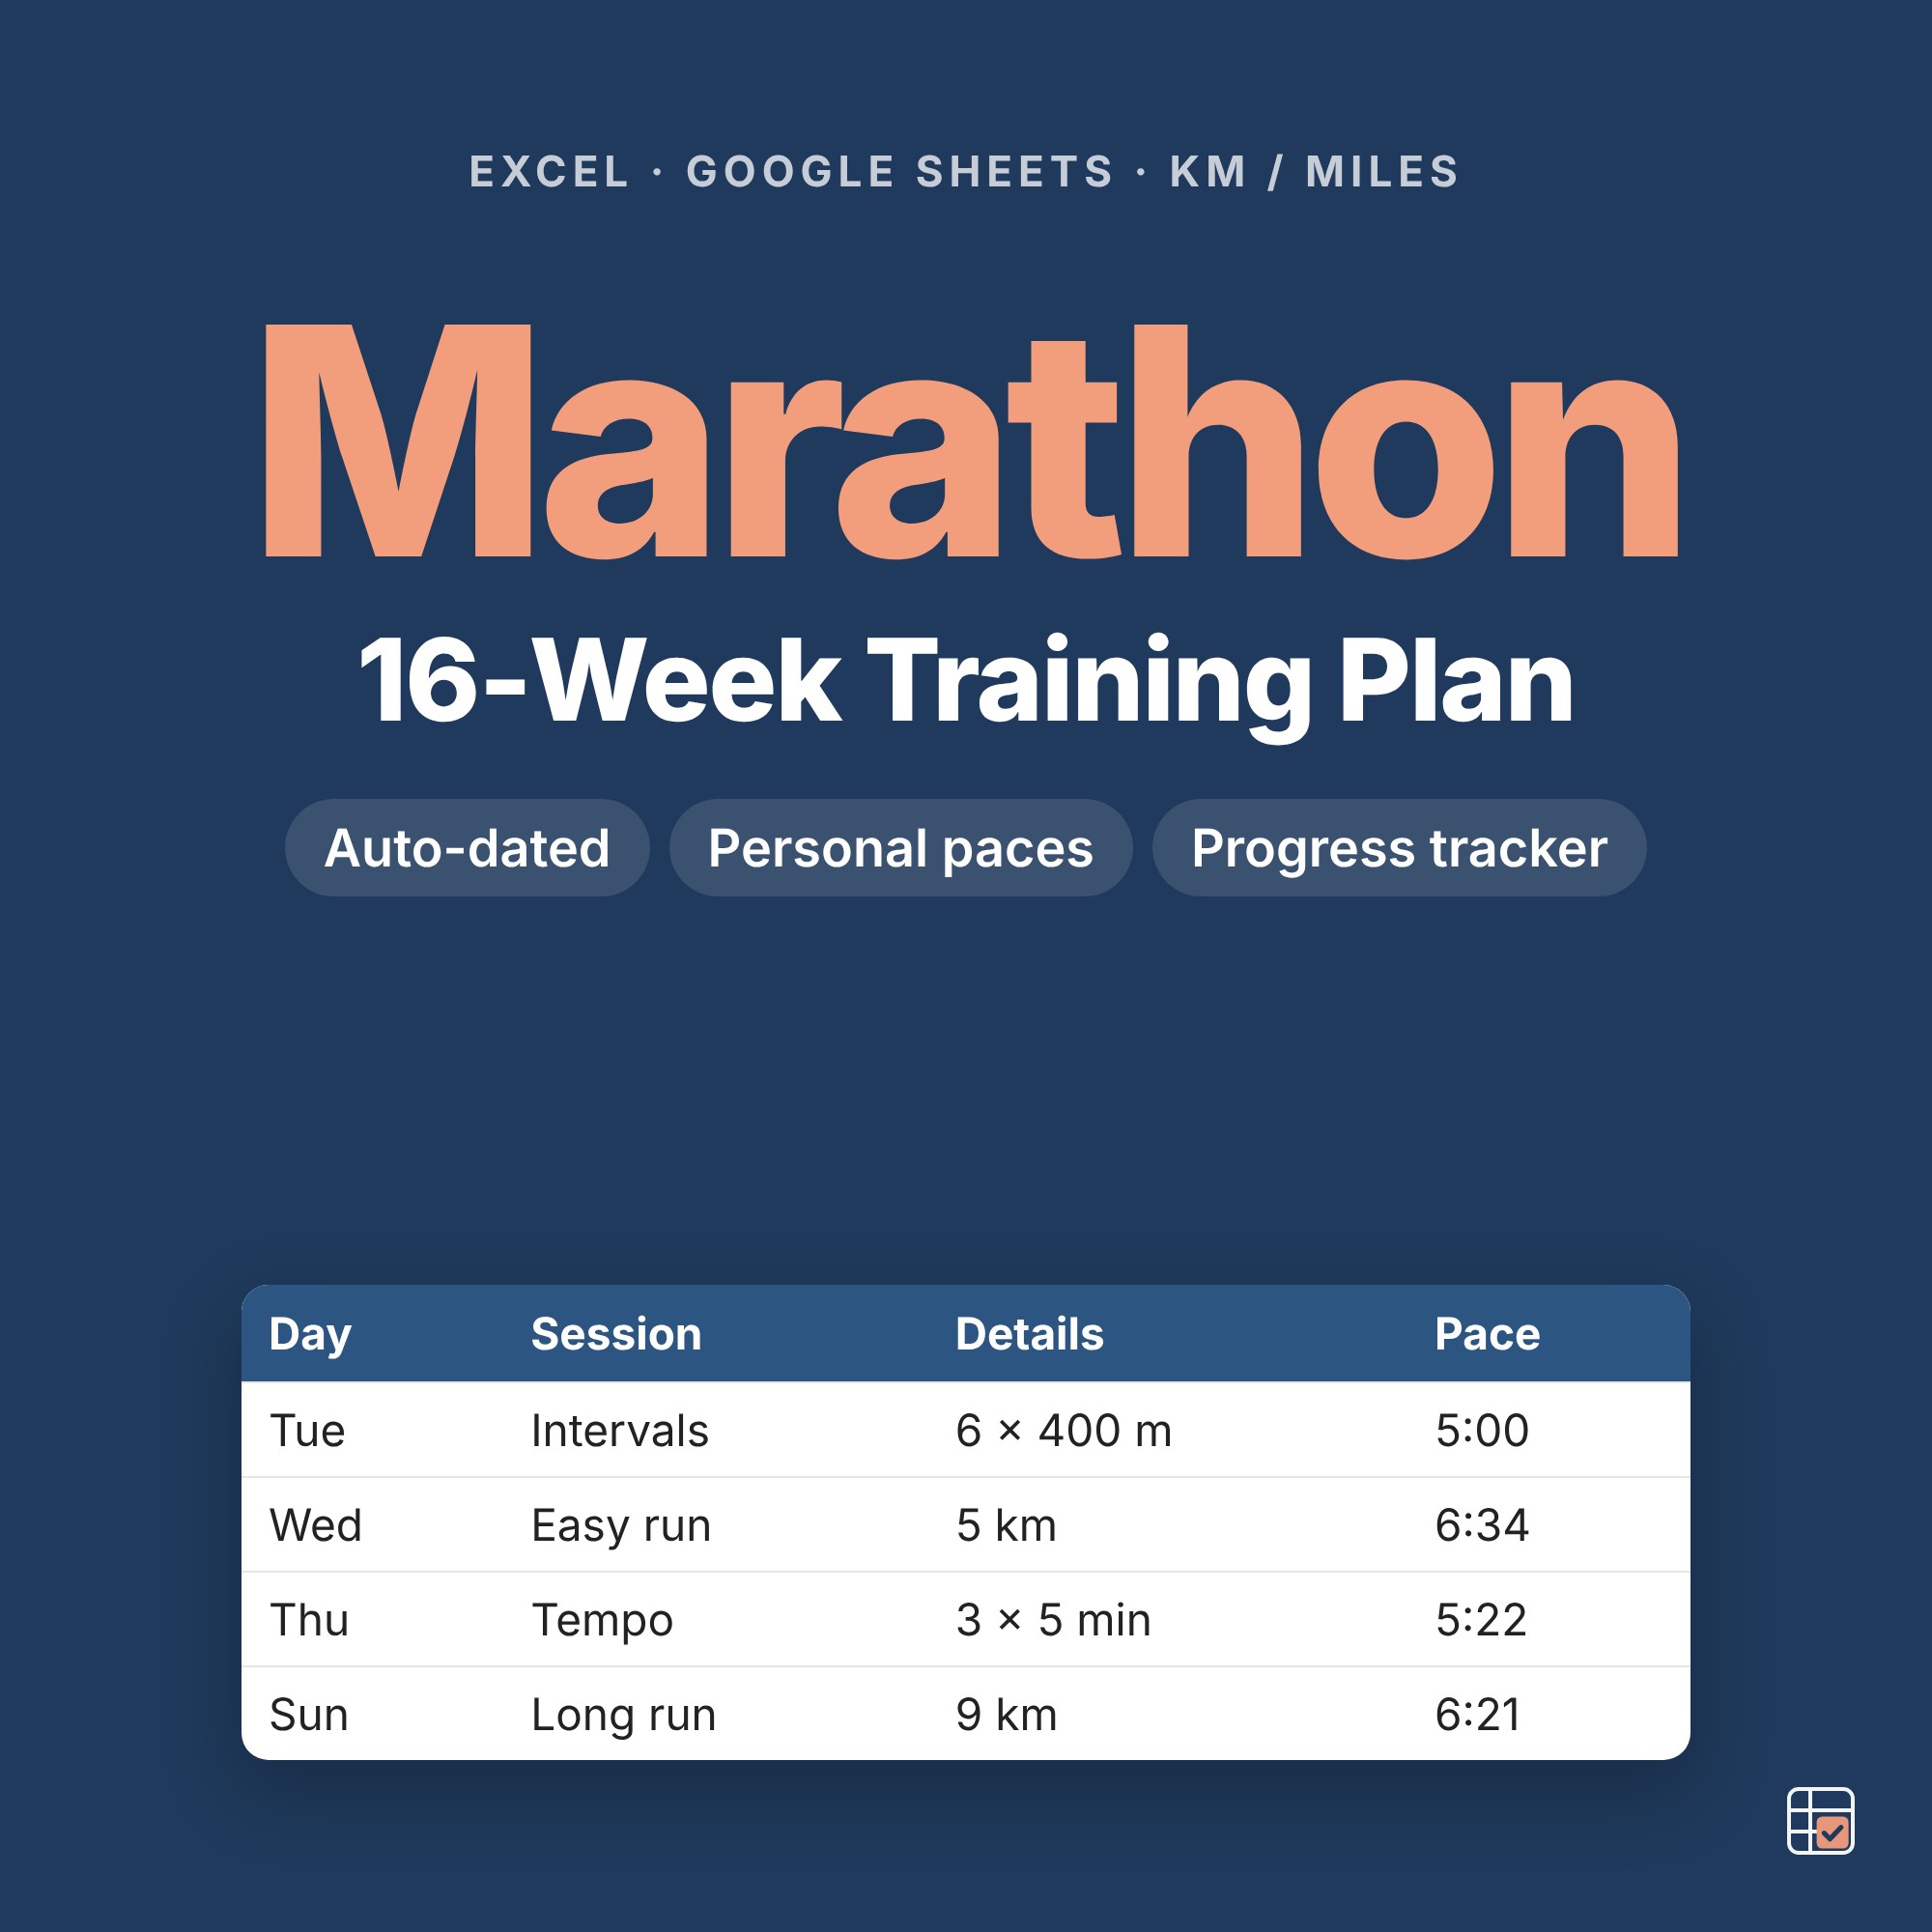 EXCEL · GOOGLE SHEETS · KM / MILES
Marathon
16-Week Training Plan
Auto-dated Personal paces Progress tracker
Day Session Details Pace
Tue Intervals 6 × 400 m 5:00
Wed Easy run 5 km 6:34
Thu Tempo 3 × 5 min 5:22
Sun Long run 9 km 6:21